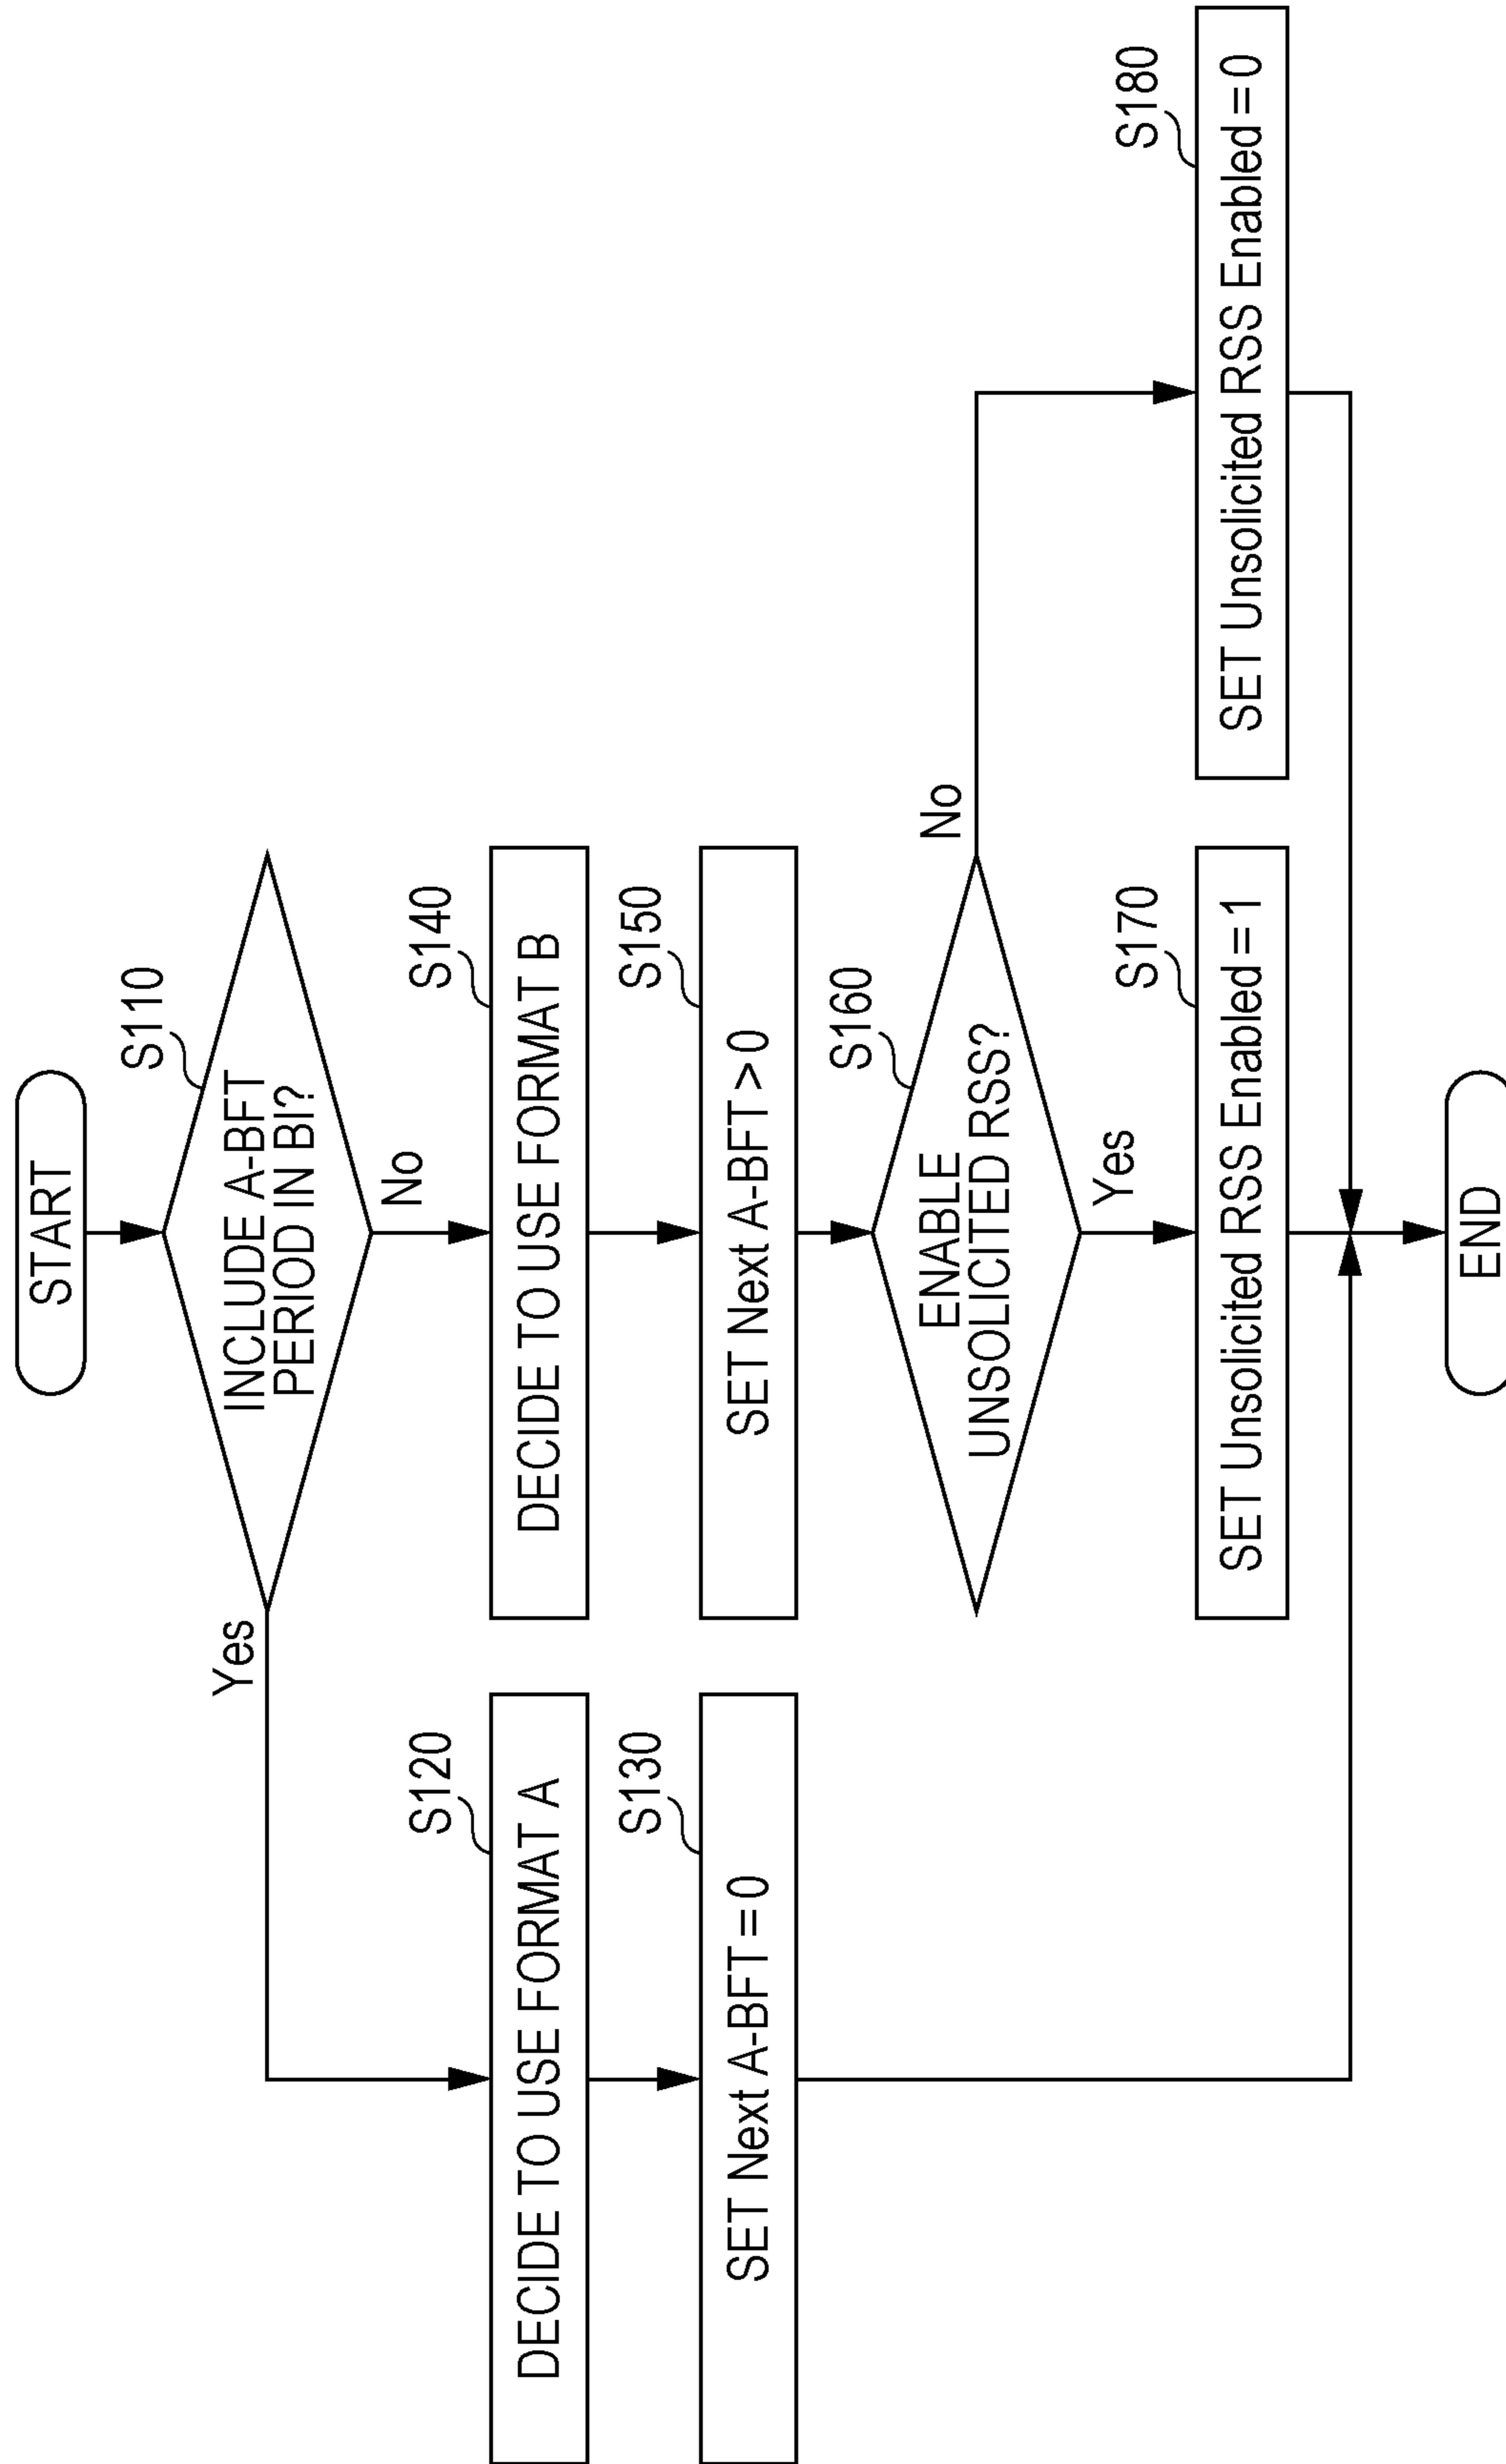 START
S110
INCLUDE A-BFT
PERIOD IN BI?
Yes
No
S120
DECIDE TO USE FORMAT A
S140
DECIDE TO USE FORMAT B
S130
SET Next A-BFT = 0
S150
SET Next A-BFT > 0
S160
ENABLE
UNSOLICITED RSS?
No
Yes
S170
SET Unsolicited RSS Enabled = 1
S180
SET Unsolicited RSS Enabled = 0
END